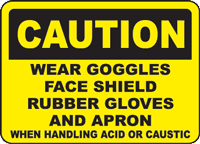 CAUTION
WEAR GOGGLES
FACE SHIELD
RUBBER GLOVES
AND APRON
WHEN HANDLING ACID OR CAUSTIC